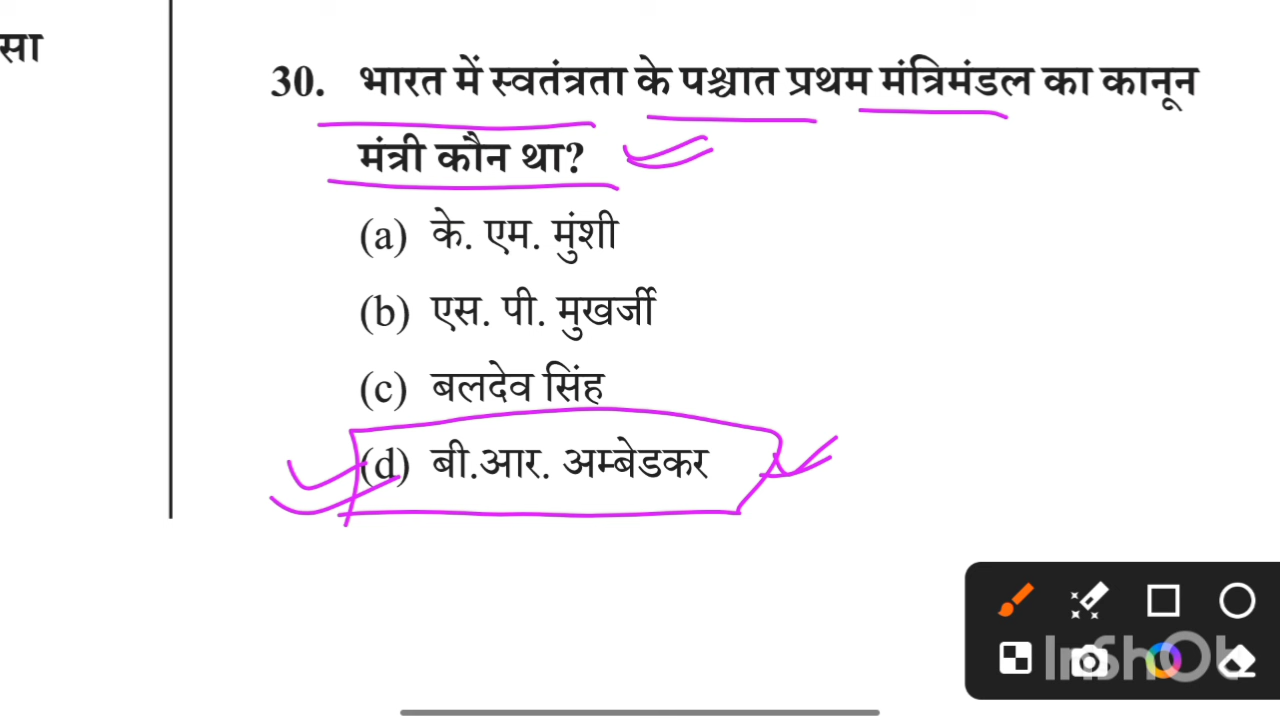 सा
30. भारत में स्वतंत्रता के पश्चात प्रथम मंत्रिमंडल का कानून
मंत्री कौन था?
(a) के. एम. मुंशी
(b) एस. पी. मुखर्जी
(c) बलदेव सिंह
(d) बी.आर. अम्बेडकर
InShOt